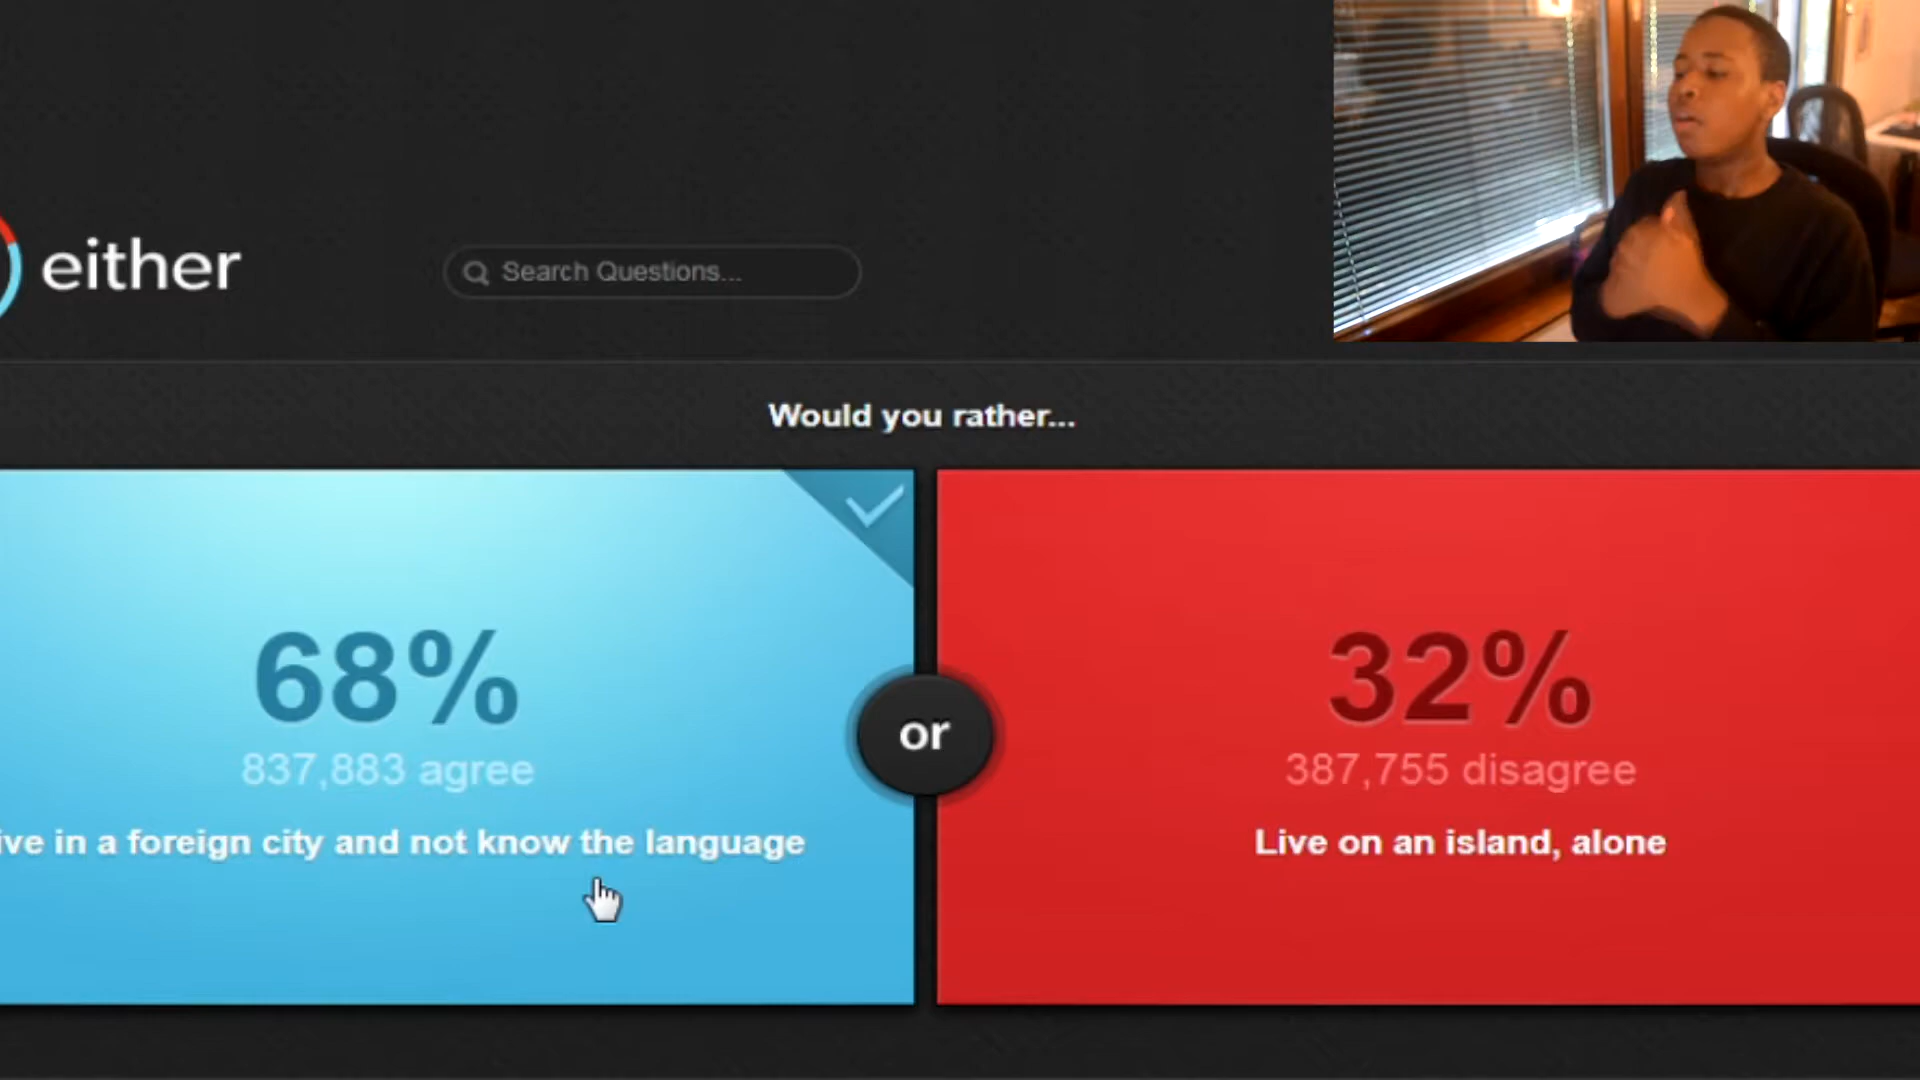 either
Search Questions...
Would you rather...
68%
837,883 agree
ive in a foreign city and not know the language
or
32%
387,755 disagree
Live on an island, alone